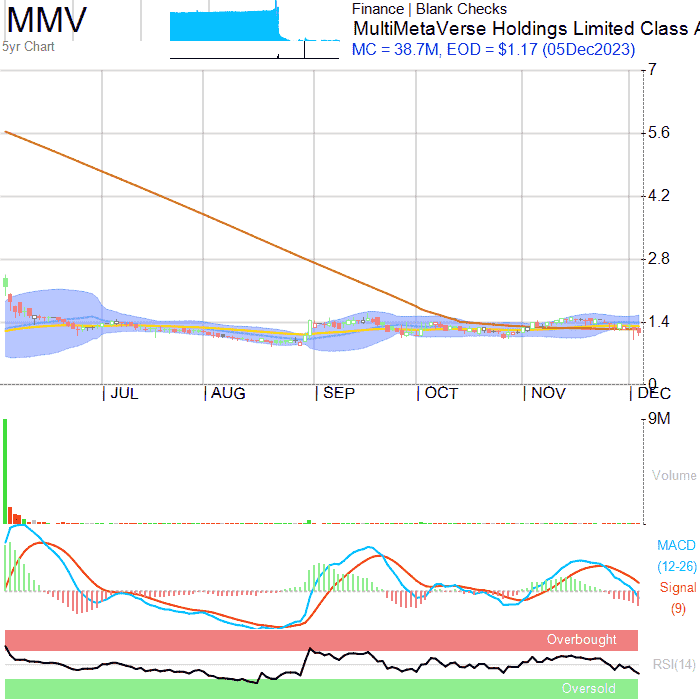 MMV
5yr Chart
Finance | Blank Checks
MultiMetaVerse Holdings Limited Class A
MC = 38.7M, EOD = $1.17 (05Dec2023)
7
5.6
4.2
2.8
1.4
0
JUL AUG SEP OCT NOV DEC
9M
Volume
MACD
(12-26)
Signal
(9)
Overbought
RSI(14)
Oversold